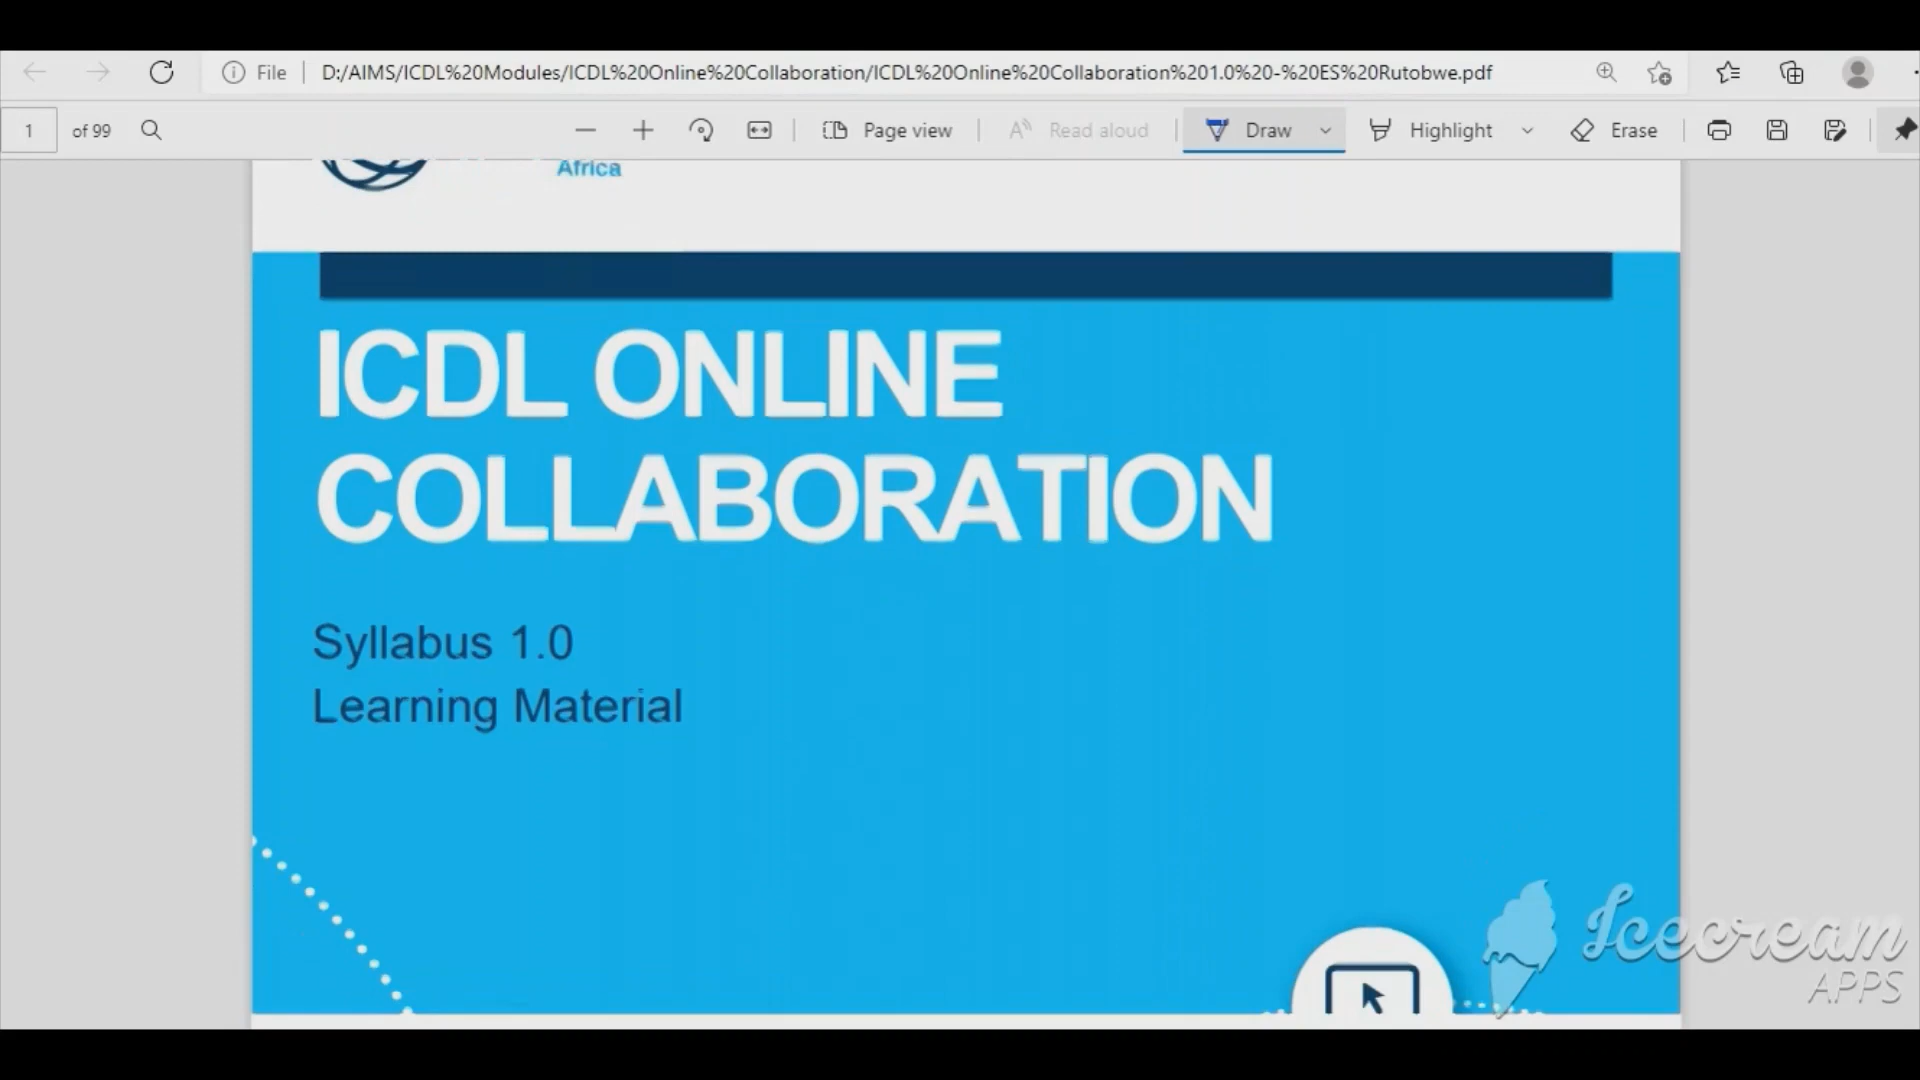 File D:/AIMS/ICDL%20Modules/ICDL%20Online%20Collaboration/ICDL%20Online%20Collaboration%201.0%20-%20ES%20Rutobwe.pdf
1 of 99 Page view Read aloud Draw Highlight Erase
Africa
ICDL ONLINE
COLLABORATION
Syllabus 1.0
Learning Material
Icecream
APPS